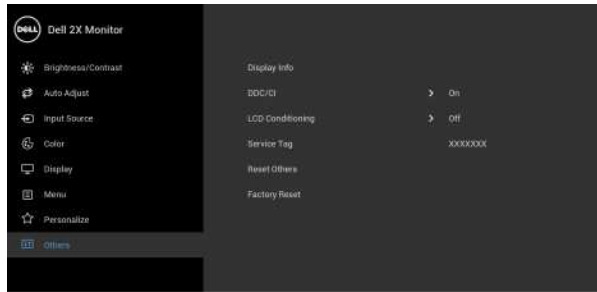 DELL Dell 2X Monitor
Brightness/Contrast
Auto Adjust
Input Source
Color
Display
Menu
Personalize
Others
Display Info
DDC/CI > On
LCD Conditioning > Off
Service Tag XXXXXXX
Reset Others
Factory Reset